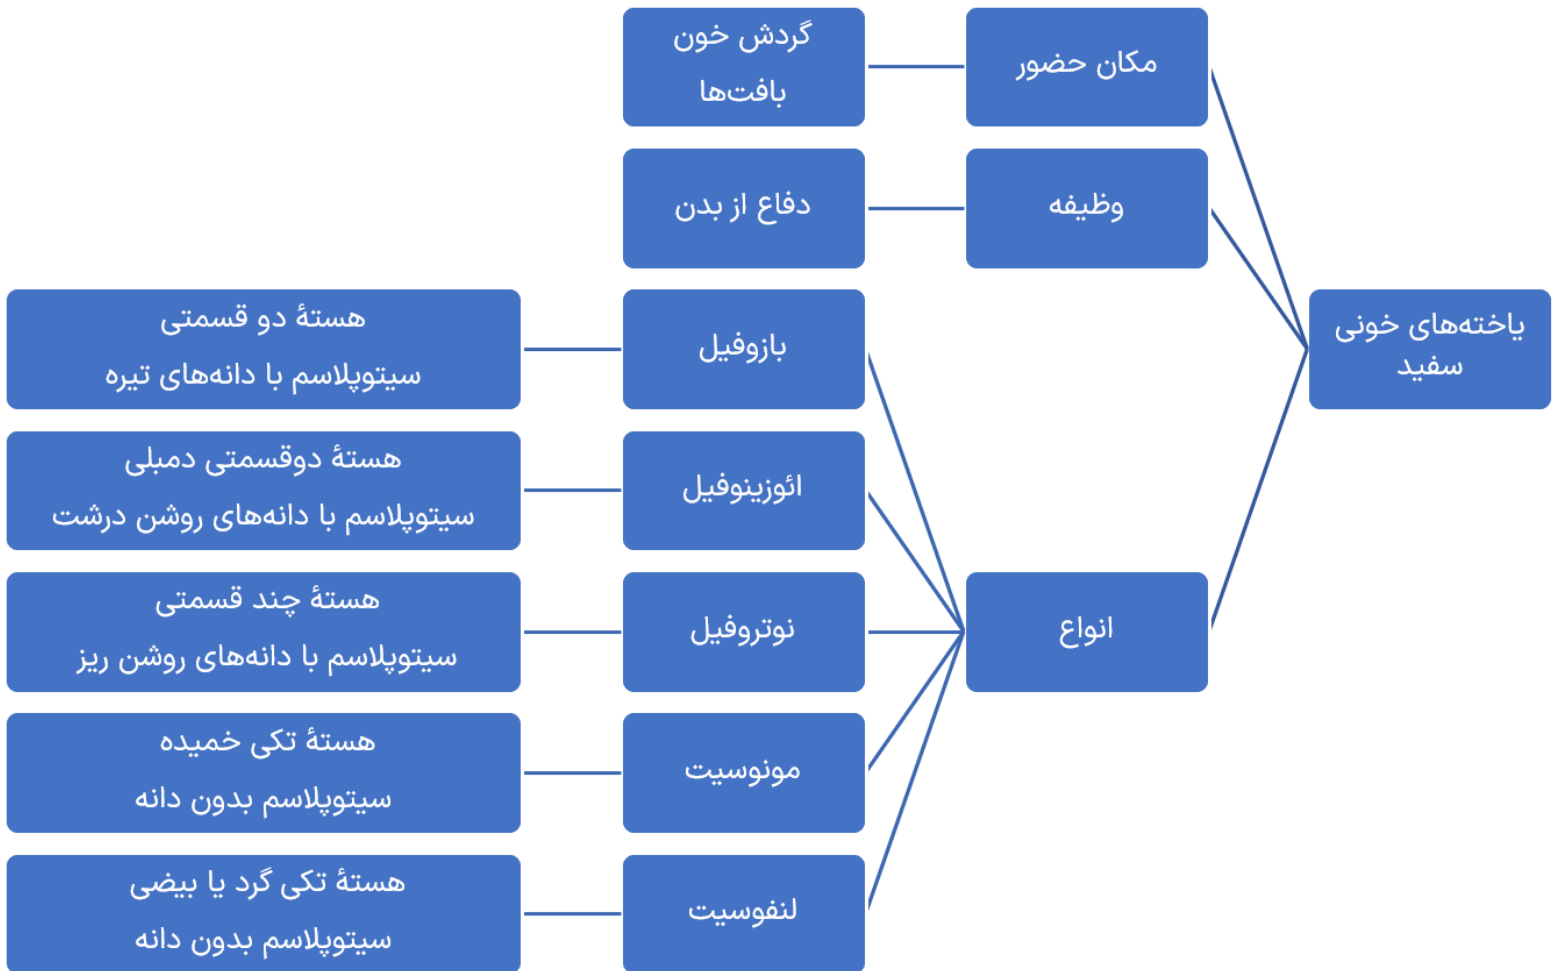 یاخته‌های خونی
سفید
مکان حضور
گردش خون
بافت‌ها
وظیفه
دفاع از بدن
انواع
بازوفیل
هستهٔ دو قسمتی
سیتوپلاسم با دانه‌های تیره
ائوزینوفیل
هستهٔ دوقسمتی دمبلی
سیتوپلاسم با دانه‌های روشن درشت
نوتروفیل
هستهٔ چند قسمتی
سیتوپلاسم با دانه‌های روشن ریز
مونوسیت
هستهٔ تکی خمیده
سیتوپلاسم بدون دانه
لنفوسیت
هستهٔ تکی گرد یا بیضی
سیتوپلاسم بدون دانه